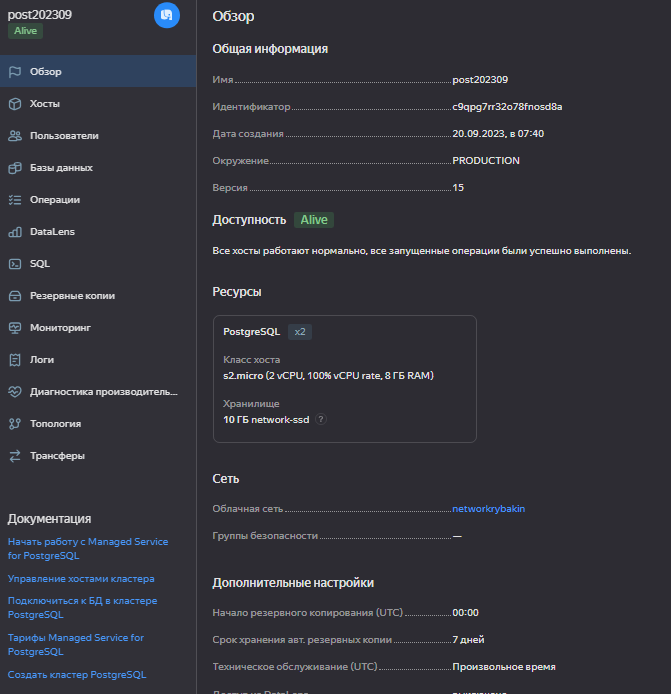 post202309
Alive
Обзор
Хосты
Пользователи
Базы данных
Операции
DataLens
SQL
Резервные копии
Мониторинг
Логи
Диагностика производитель...
Топология
Трансферы
Документация
Начать работу с Managed Service
for PostgreSQL
Управление хостами кластера
Подключиться к БД в кластере
PostgreSQL
Тарифы Managed Service for
PostgreSQL
Создать кластер PostgreSQL
Обзор
Общая информация
Имя post202309
Идентификатор c9qpg7rr32o78fnosd8a
Дата создания 20.09.2023, в 07:40
Окружение PRODUCTION
Версия 15
Доступность Alive
Все хосты работают нормально, все запущенные операции были успешно выполнены.
Ресурсы
PostgreSQL x2
Класс хоста
s2.micro (2 vCPU, 100% vCPU rate, 8 ГБ RAM)
Хранилище
10 ГБ network-ssd ?
Сеть
Облачная сеть networkrybakin
Группы безопасности —
Дополнительные настройки
Начало резервного копирования (UTC) 00:00
Срок хранения авт. резервных копии 7 дней
Техническое обслуживание (UTC) Произвольное время